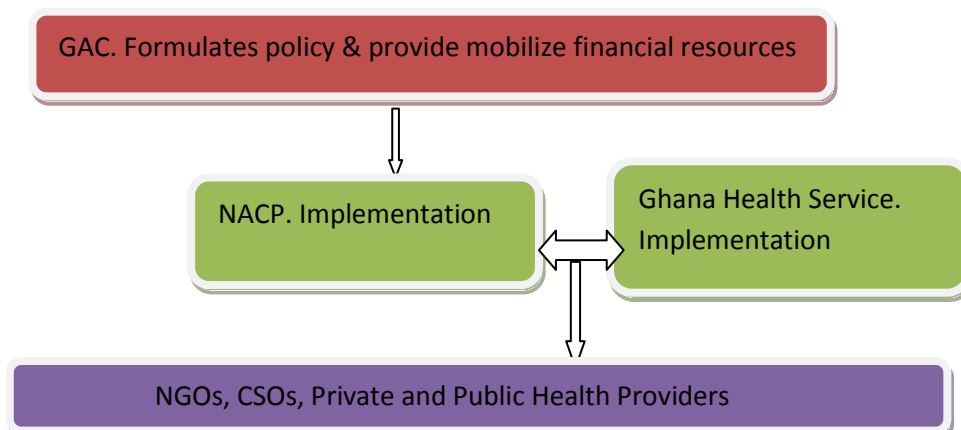 GAC. Formulates policy & provide mobilize financial resources
NACP. Implementation
Ghana Health Service.
Implementation
NGOs, CSOs, Private and Public Health Providers